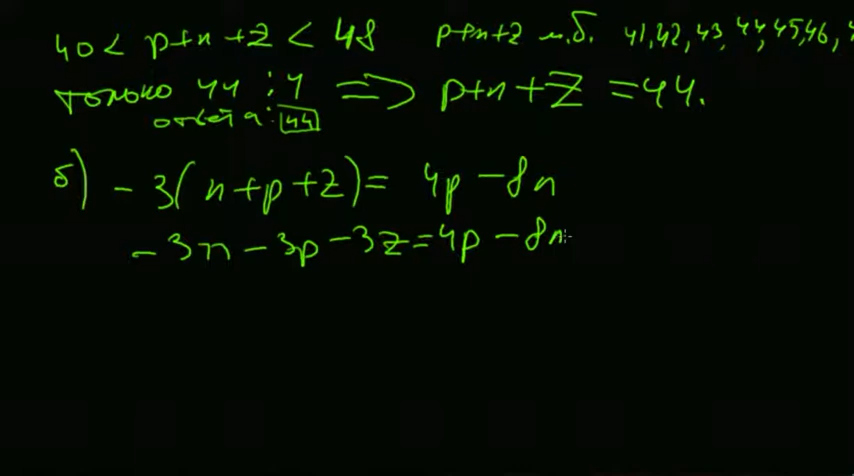 40 < p+n+z < 48 p+n+z м.б. 41,42,43,44,45,46,4
только 44 ⋮ 4 => p+n+z = 44.
ответ а: 44
б) -3(n+p+z) = 4p - 8n
-3n - 3p - 3z = 4p - 8n